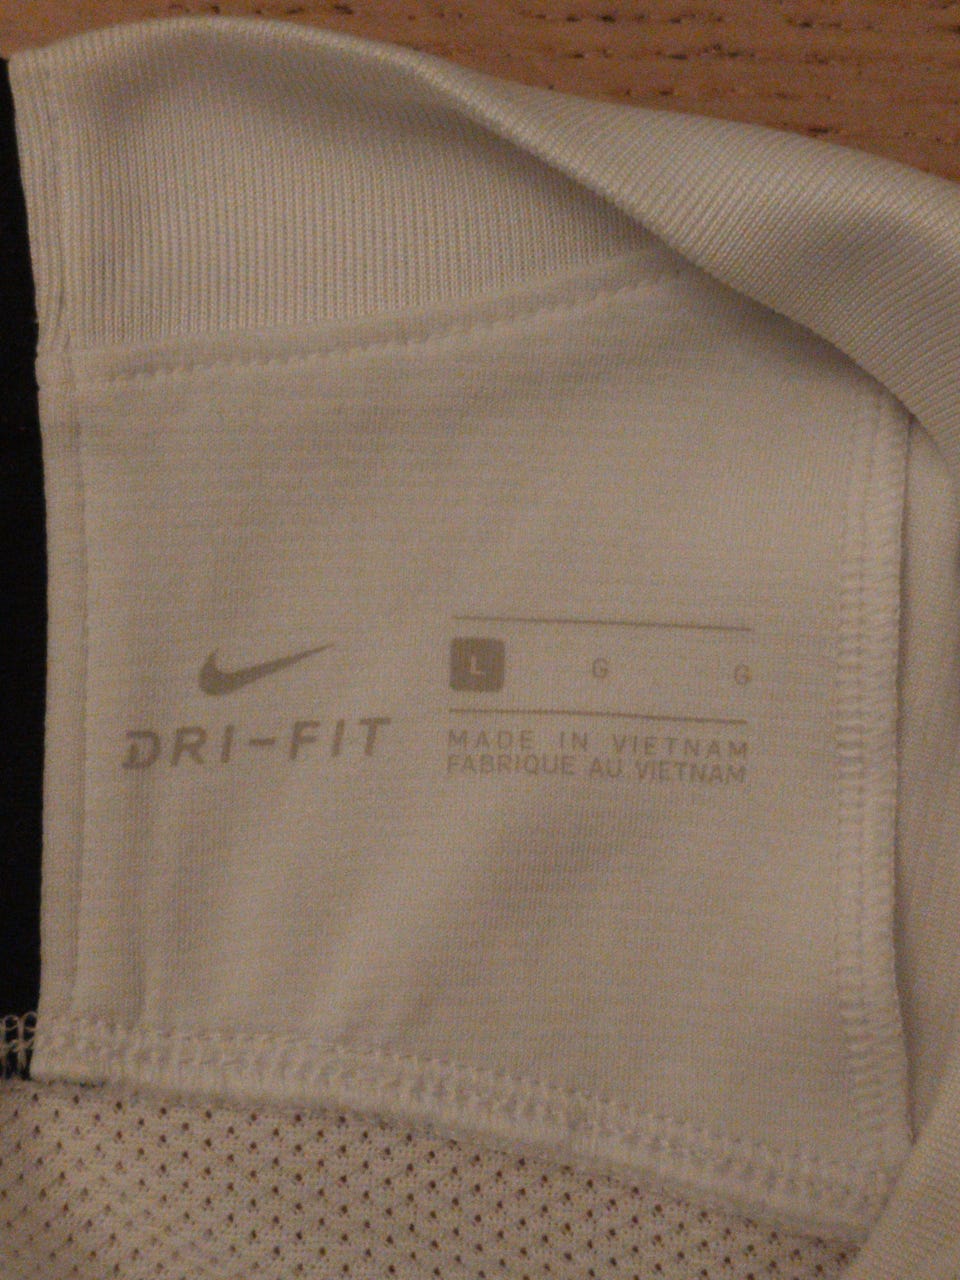 DRI-FIT
L G G
MADE IN VIETNAM
FABRIQUE AU VIETNAM